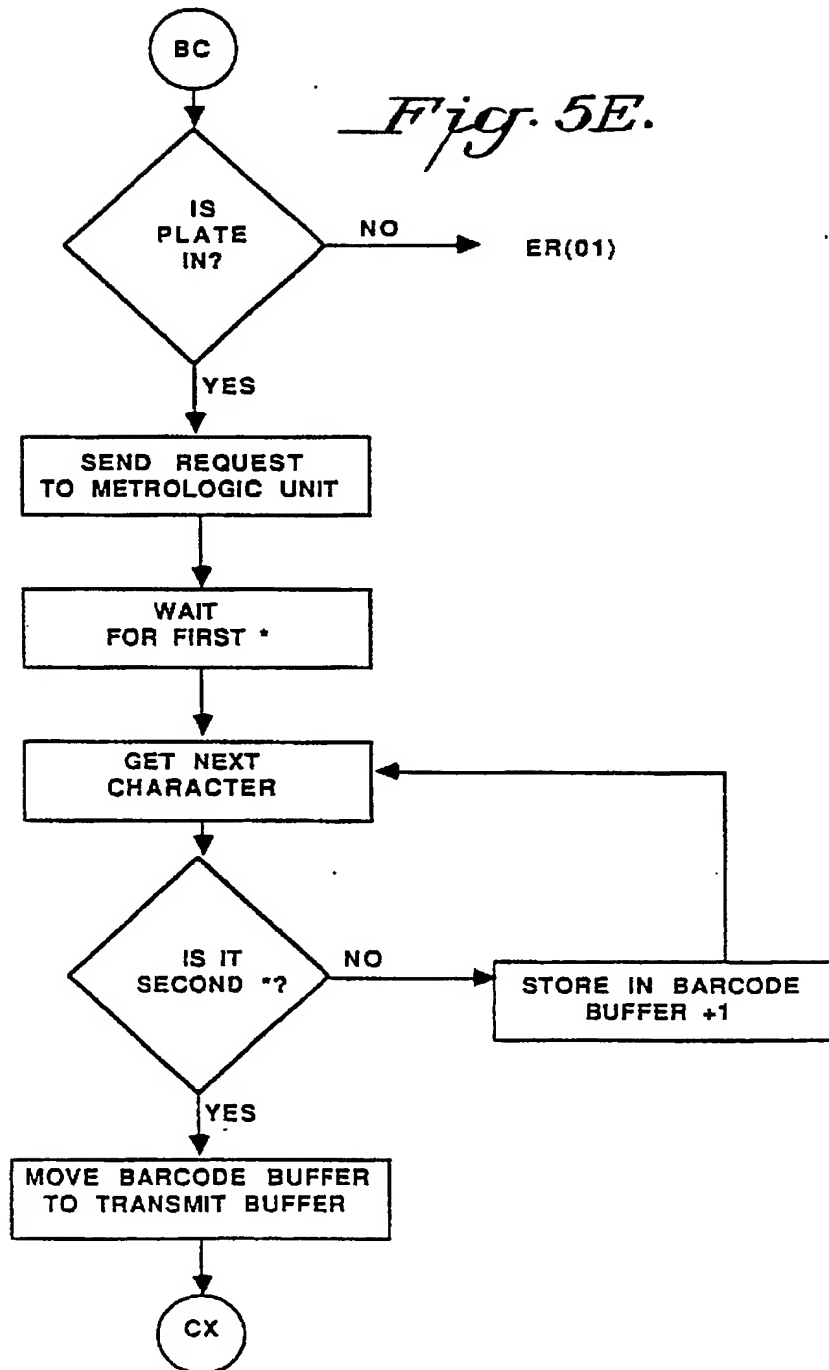 BC
Fig. 5E.
IS
PLATE
IN?
NO
ER(01)
YES
SEND REQUEST
TO METROLOGIC UNIT
WAIT
FOR FIRST *
GET NEXT
CHARACTER
IS IT
SECOND *?
NO
STORE IN BARCODE
BUFFER +1
YES
MOVE BARCODE BUFFER
TO TRANSMIT BUFFER
CX